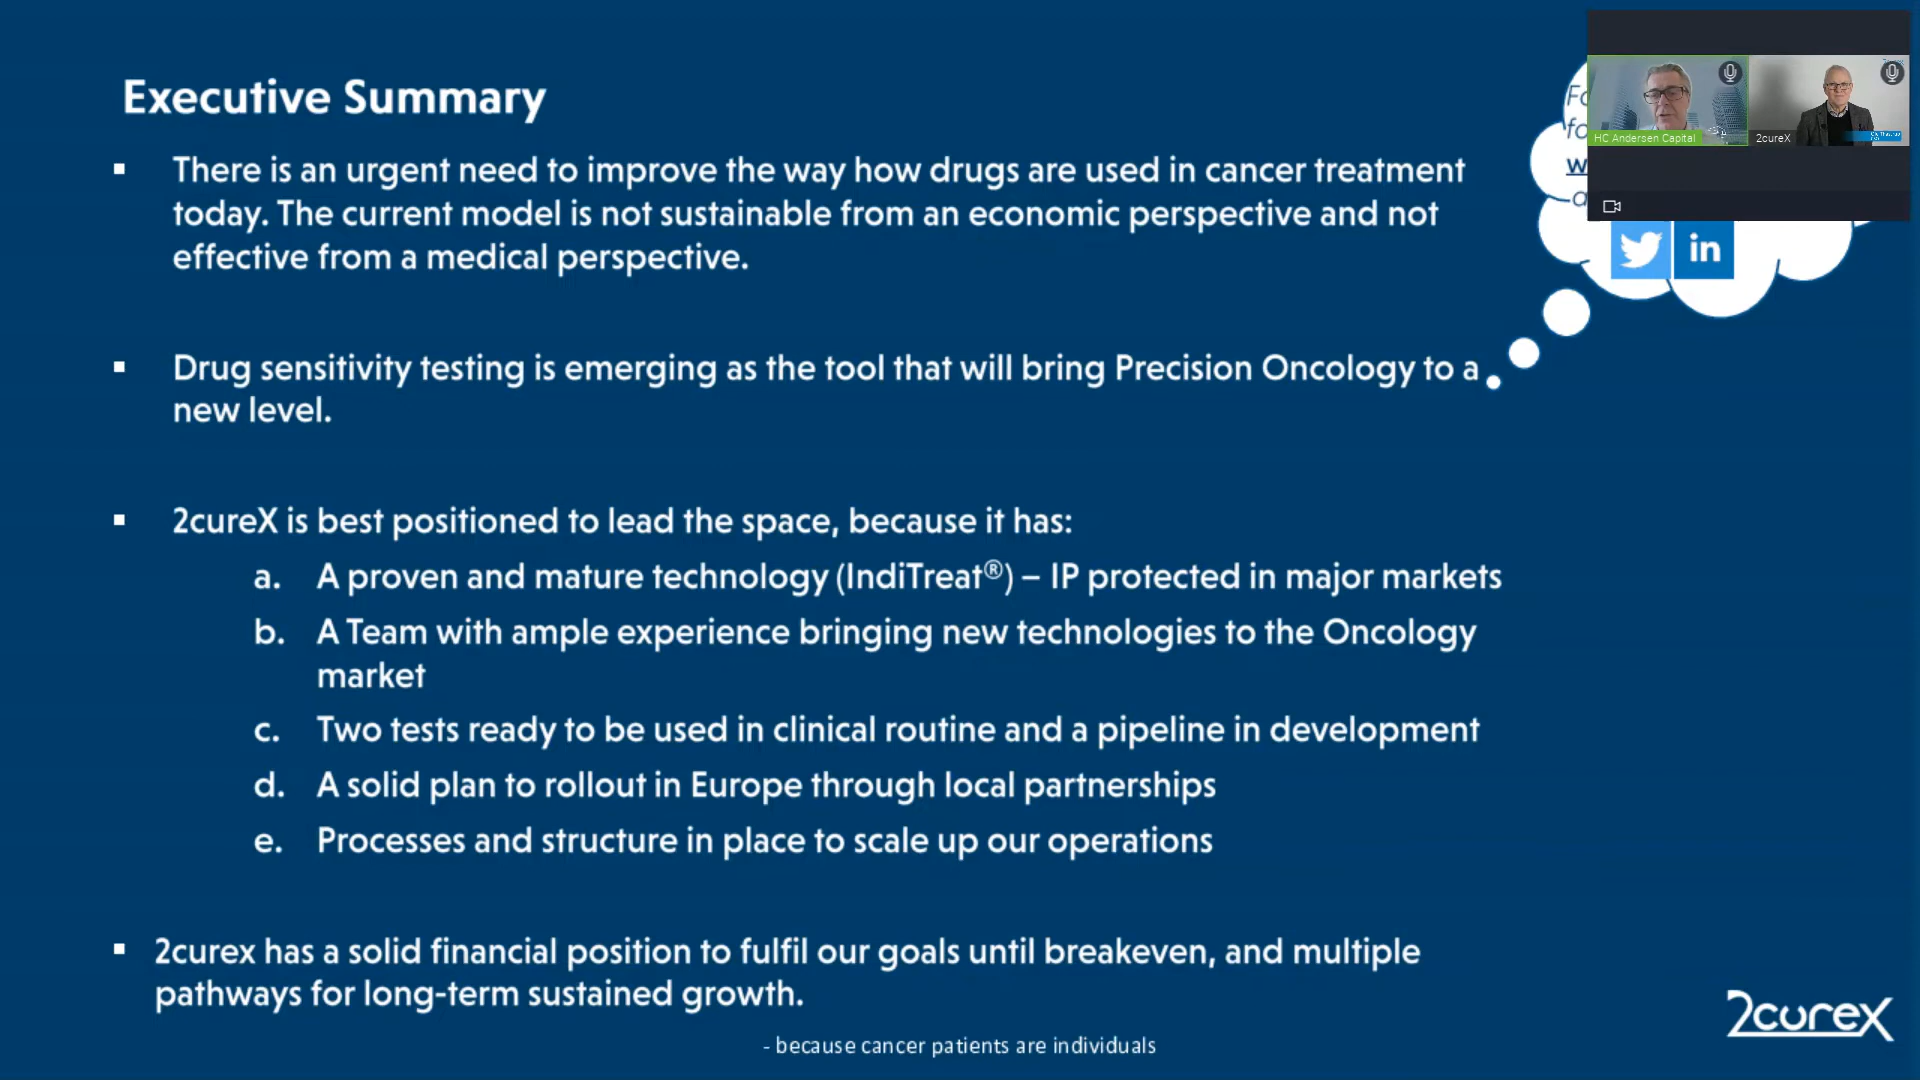 Executive Summary
▪ There is an urgent need to improve the way how drugs are used in cancer treatment
today. The current model is not sustainable from an economic perspective and not
effective from a medical perspective.
▪ Drug sensitivity testing is emerging as the tool that will bring Precision Oncology to a
new level.
▪ 2cureX is best positioned to lead the space, because it has:
a. A proven and mature technology (IndiTreat®) – IP protected in major markets
b. A Team with ample experience bringing new technologies to the Oncology
market
c. Two tests ready to be used in clinical routine and a pipeline in development
d. A solid plan to rollout in Europe through local partnerships
e. Processes and structure in place to scale up our operations
▪ 2curex has a solid financial position to fulfil our goals until breakeven, and multiple
pathways for long-term sustained growth.
- because cancer patients are individuals
2cureX
HC Andersen Capital
2cureX
in